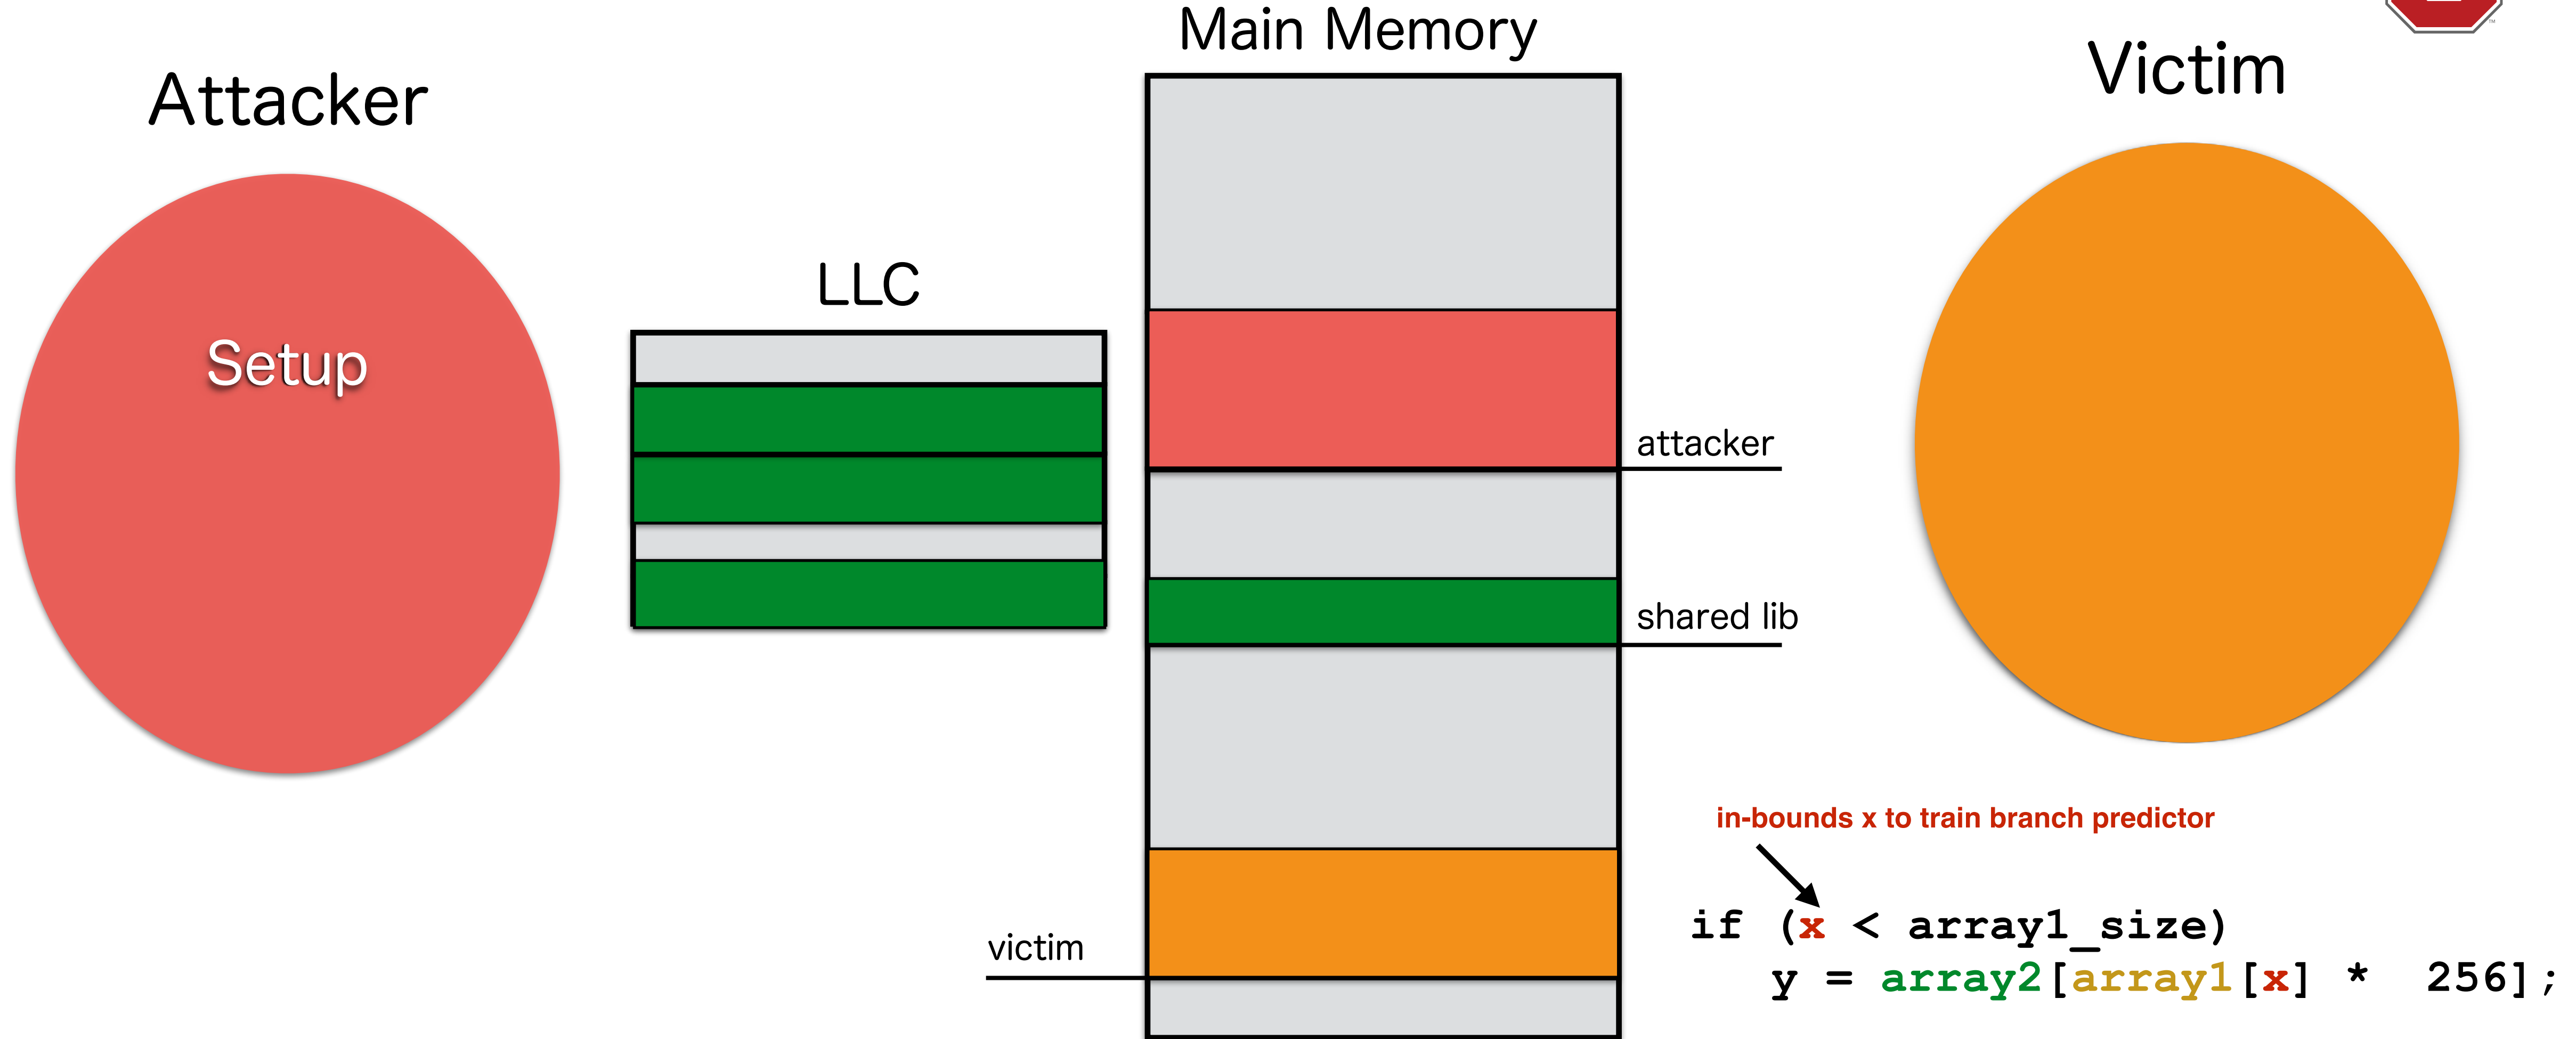 Main Memory
Attacker
Victim
LLC
Setup
attacker
shared lib
in-bounds x to train branch predictor
victim
if (x < array1_size)
y = array2[array1[x] * 256];